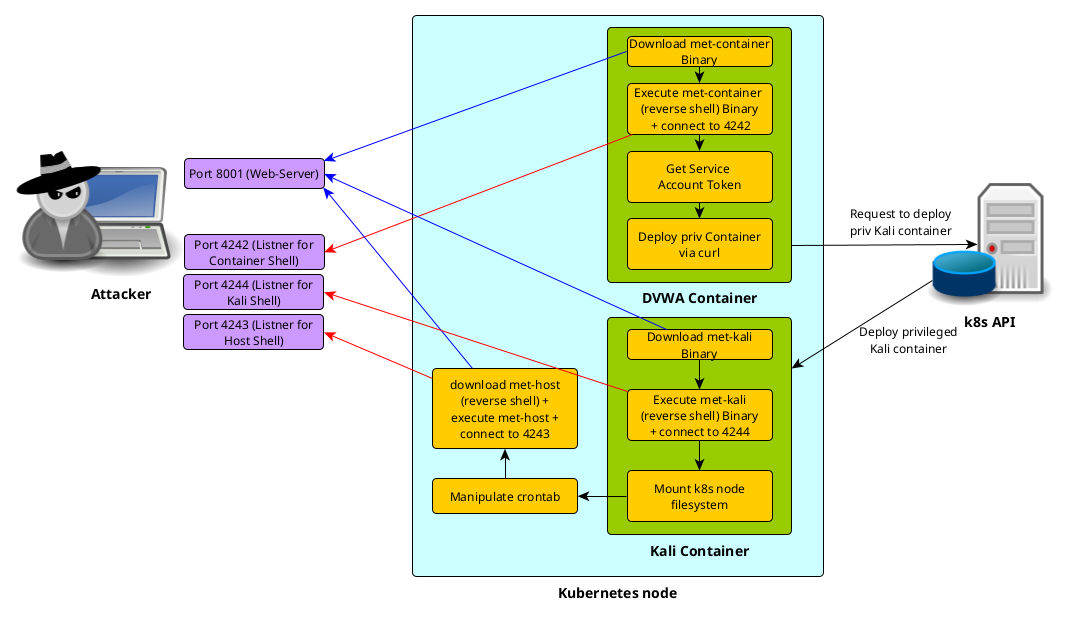 Download met-container
Binary
Execute met-container
(reverse shell) Binary
+ connect to 4242
Get Service
Account Token
Deploy priv Container
via curl
DVWA Container
Port 8001 (Web-Server)
Port 4242 (Listner for
Container Shell)
Port 4244 (Listner for
Kali Shell)
Port 4243 (Listner for
Host Shell)
Attacker
Request to deploy
priv Kali container
k8s API
Deploy privileged
Kali container
Download met-kali
Binary
Execute met-kali
(reverse shell) Binary
+ connect to 4244
Mount k8s node
filesystem
Kali Container
download met-host
(reverse shell) +
execute met-host +
connect to 4243
Manipulate crontab
Kubernetes node